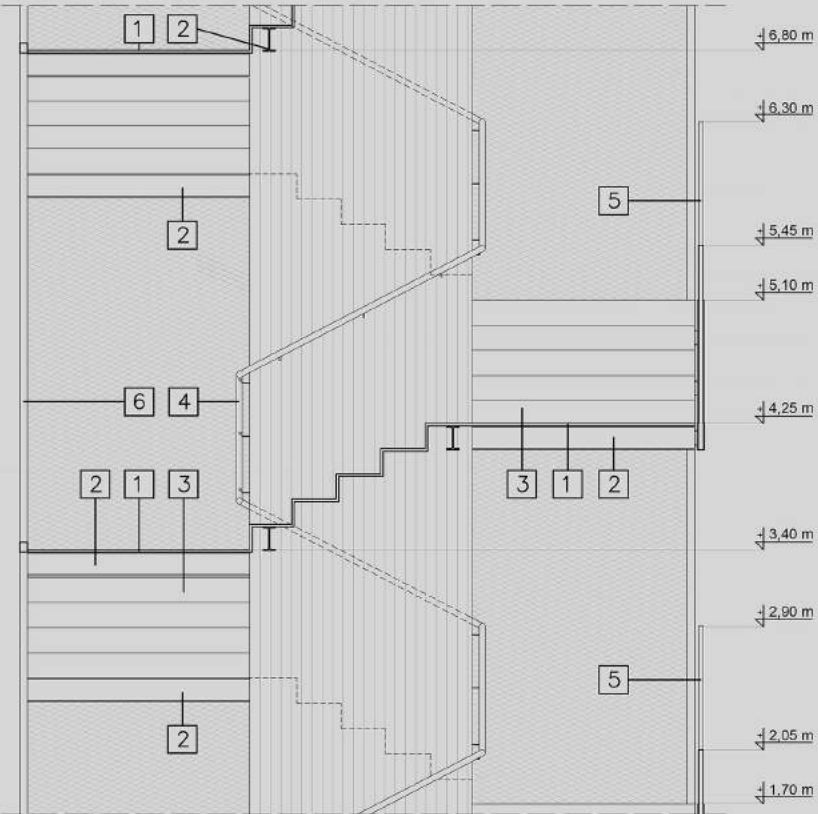 1 2
+ 6,80 m
+ 6,30 m
5
2
+ 5,45 m
+ 5,10 m
6 4
+ 4,25 m
2 1 3
3 1 2
+ 3,40 m
+ 2,90 m
5
2
+ 2,05 m
+ 1,70 m